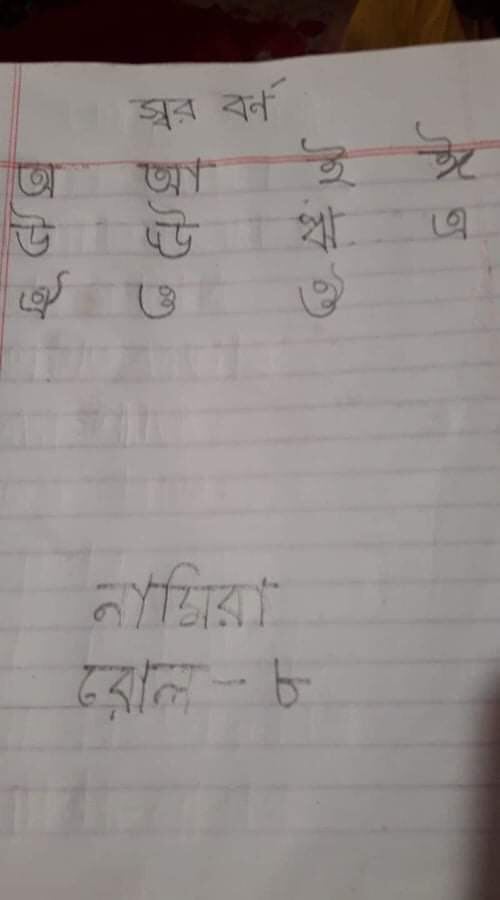 স্বর বর্ন
অ আ ই ঈ
উ ঊ ঋ এ
ঐ ও ঔ
নামিরা
রোল - ৮